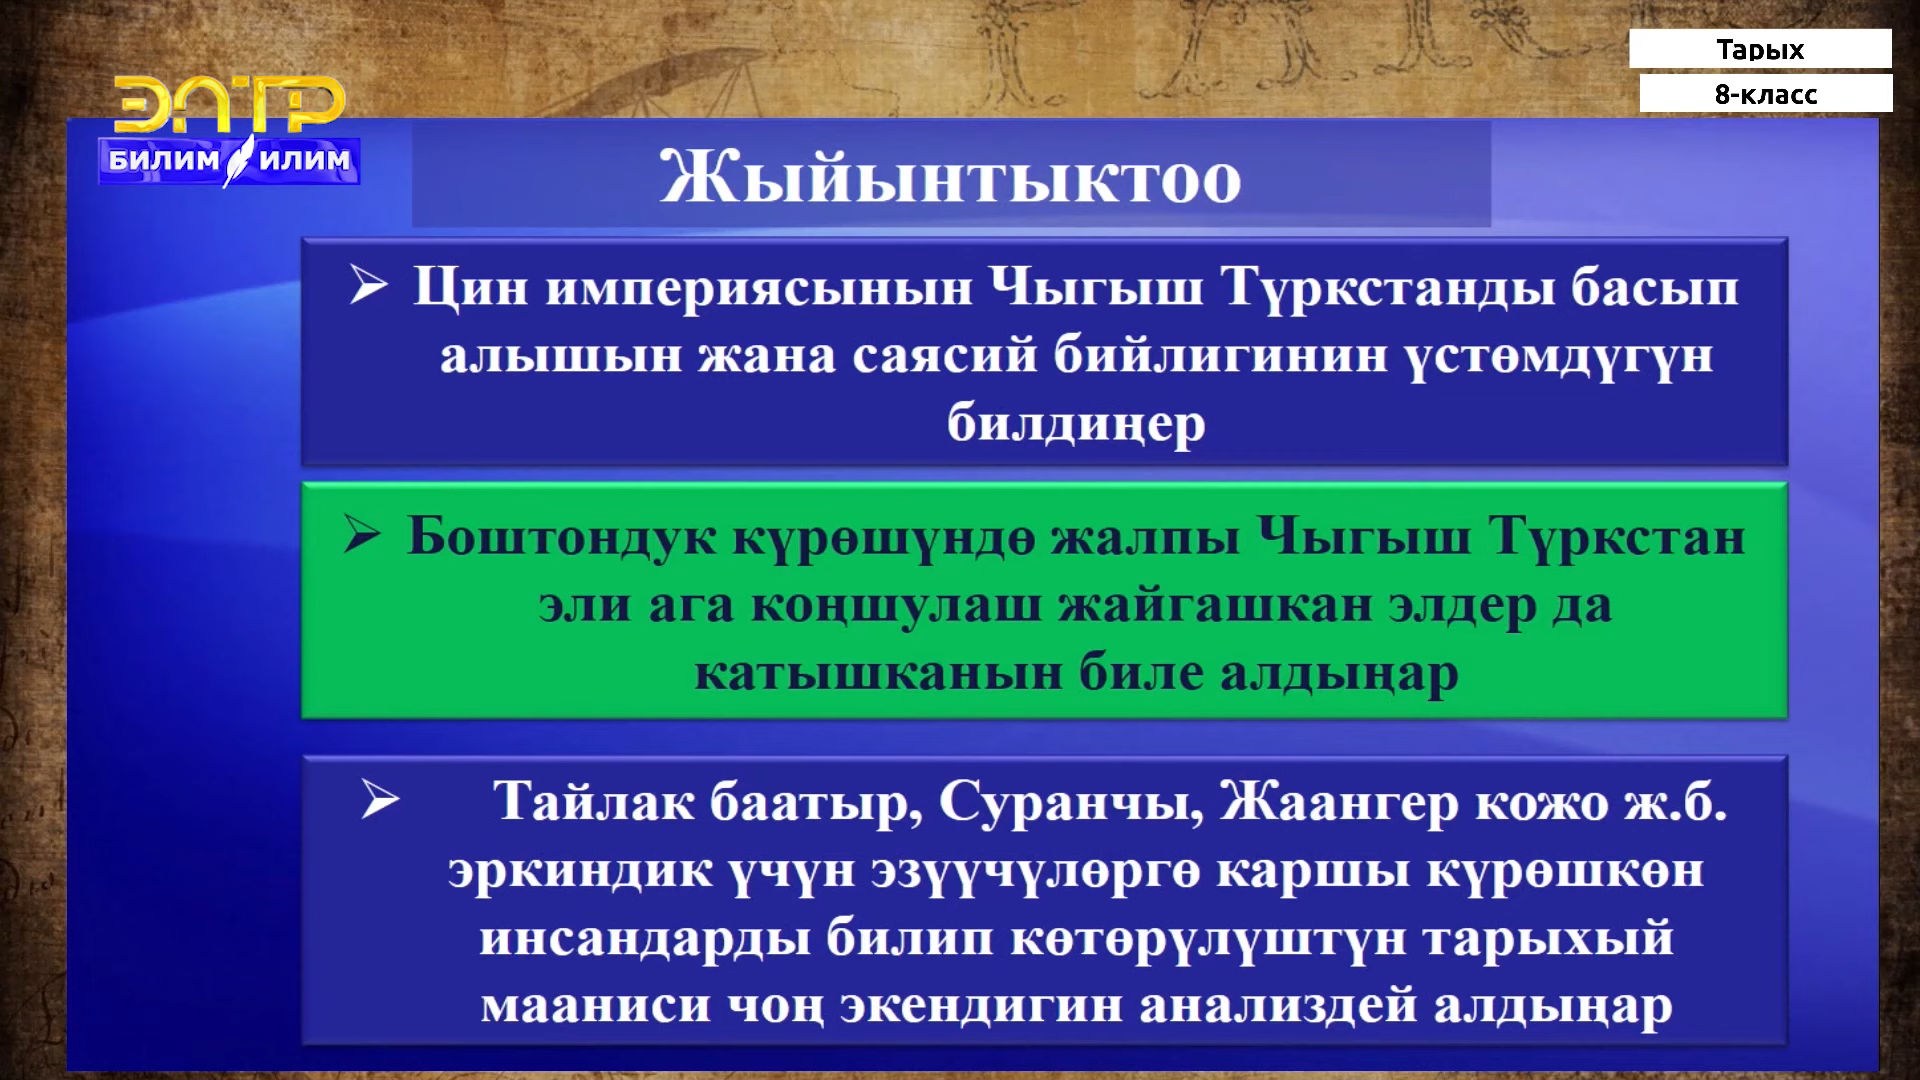 Тарых
8-класс
ЭЛТР
БИЛИМ ИЛИМ
Жыйынтыктоо
➢ Цин империясынын Чыгыш Түркстанды басып
алышын жана саясий бийлигинин үстөмдүгүн
билдиңер
➢ Боштондук күрөшүндө жалпы Чыгыш Түркстан
эли ага коңшулаш жайгашкан элдер да
катышканын биле алдыңар
➢ Тайлак баатыр, Суранчы, Жаангер кожо ж.б.
эркиндик үчүн эзүүчүлөргө каршы күрөшкөн
инсандарды билип көтөрүлүштүн тарыхый
мааниси чоң экендигин анализдей алдыңар